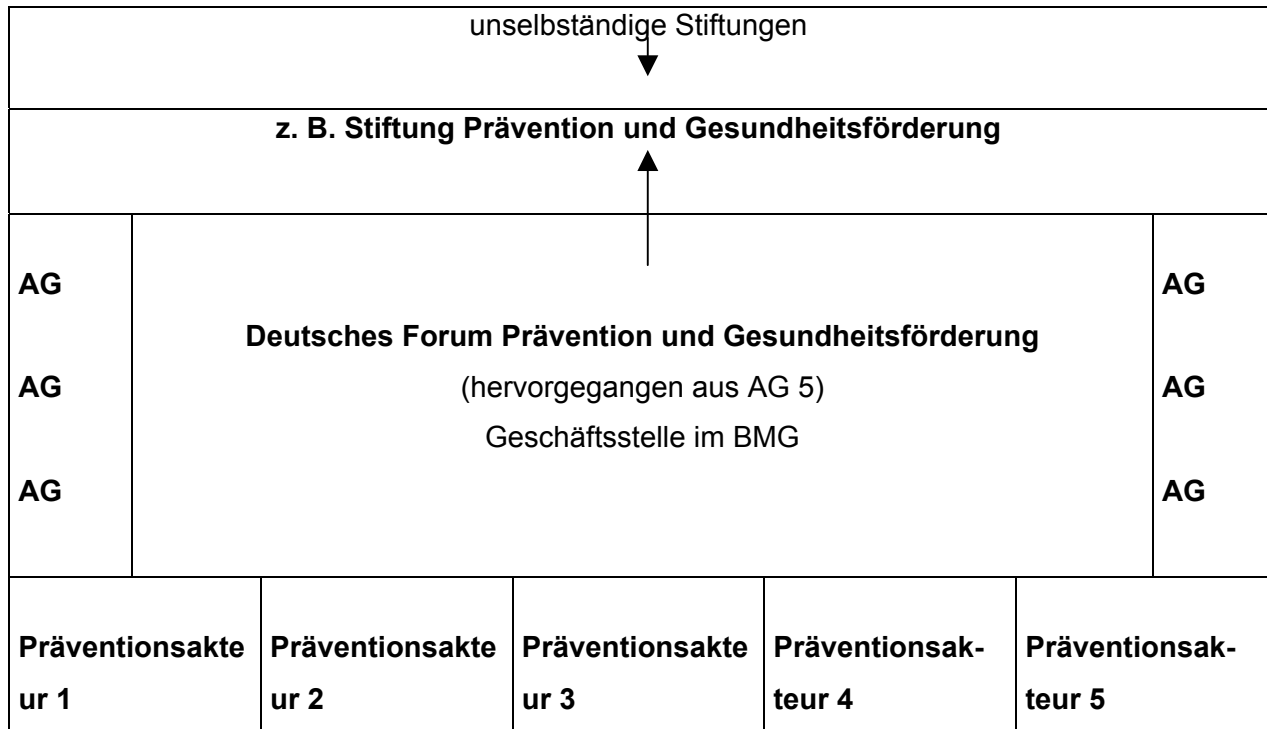 unselbständige Stiftungen
z. B. Stiftung Prävention und Gesundheitsförderung
AG
AG
AG
Deutsches Forum Prävention und Gesundheitsförderung
(hervorgegangen aus AG 5)
Geschäftsstelle im BMG
AG
AG
AG
Präventionsakte
ur 1
Präventionsakte
ur 2
Präventionsakte
ur 3
Präventionsak-
teur 4
Präventionsak-
teur 5